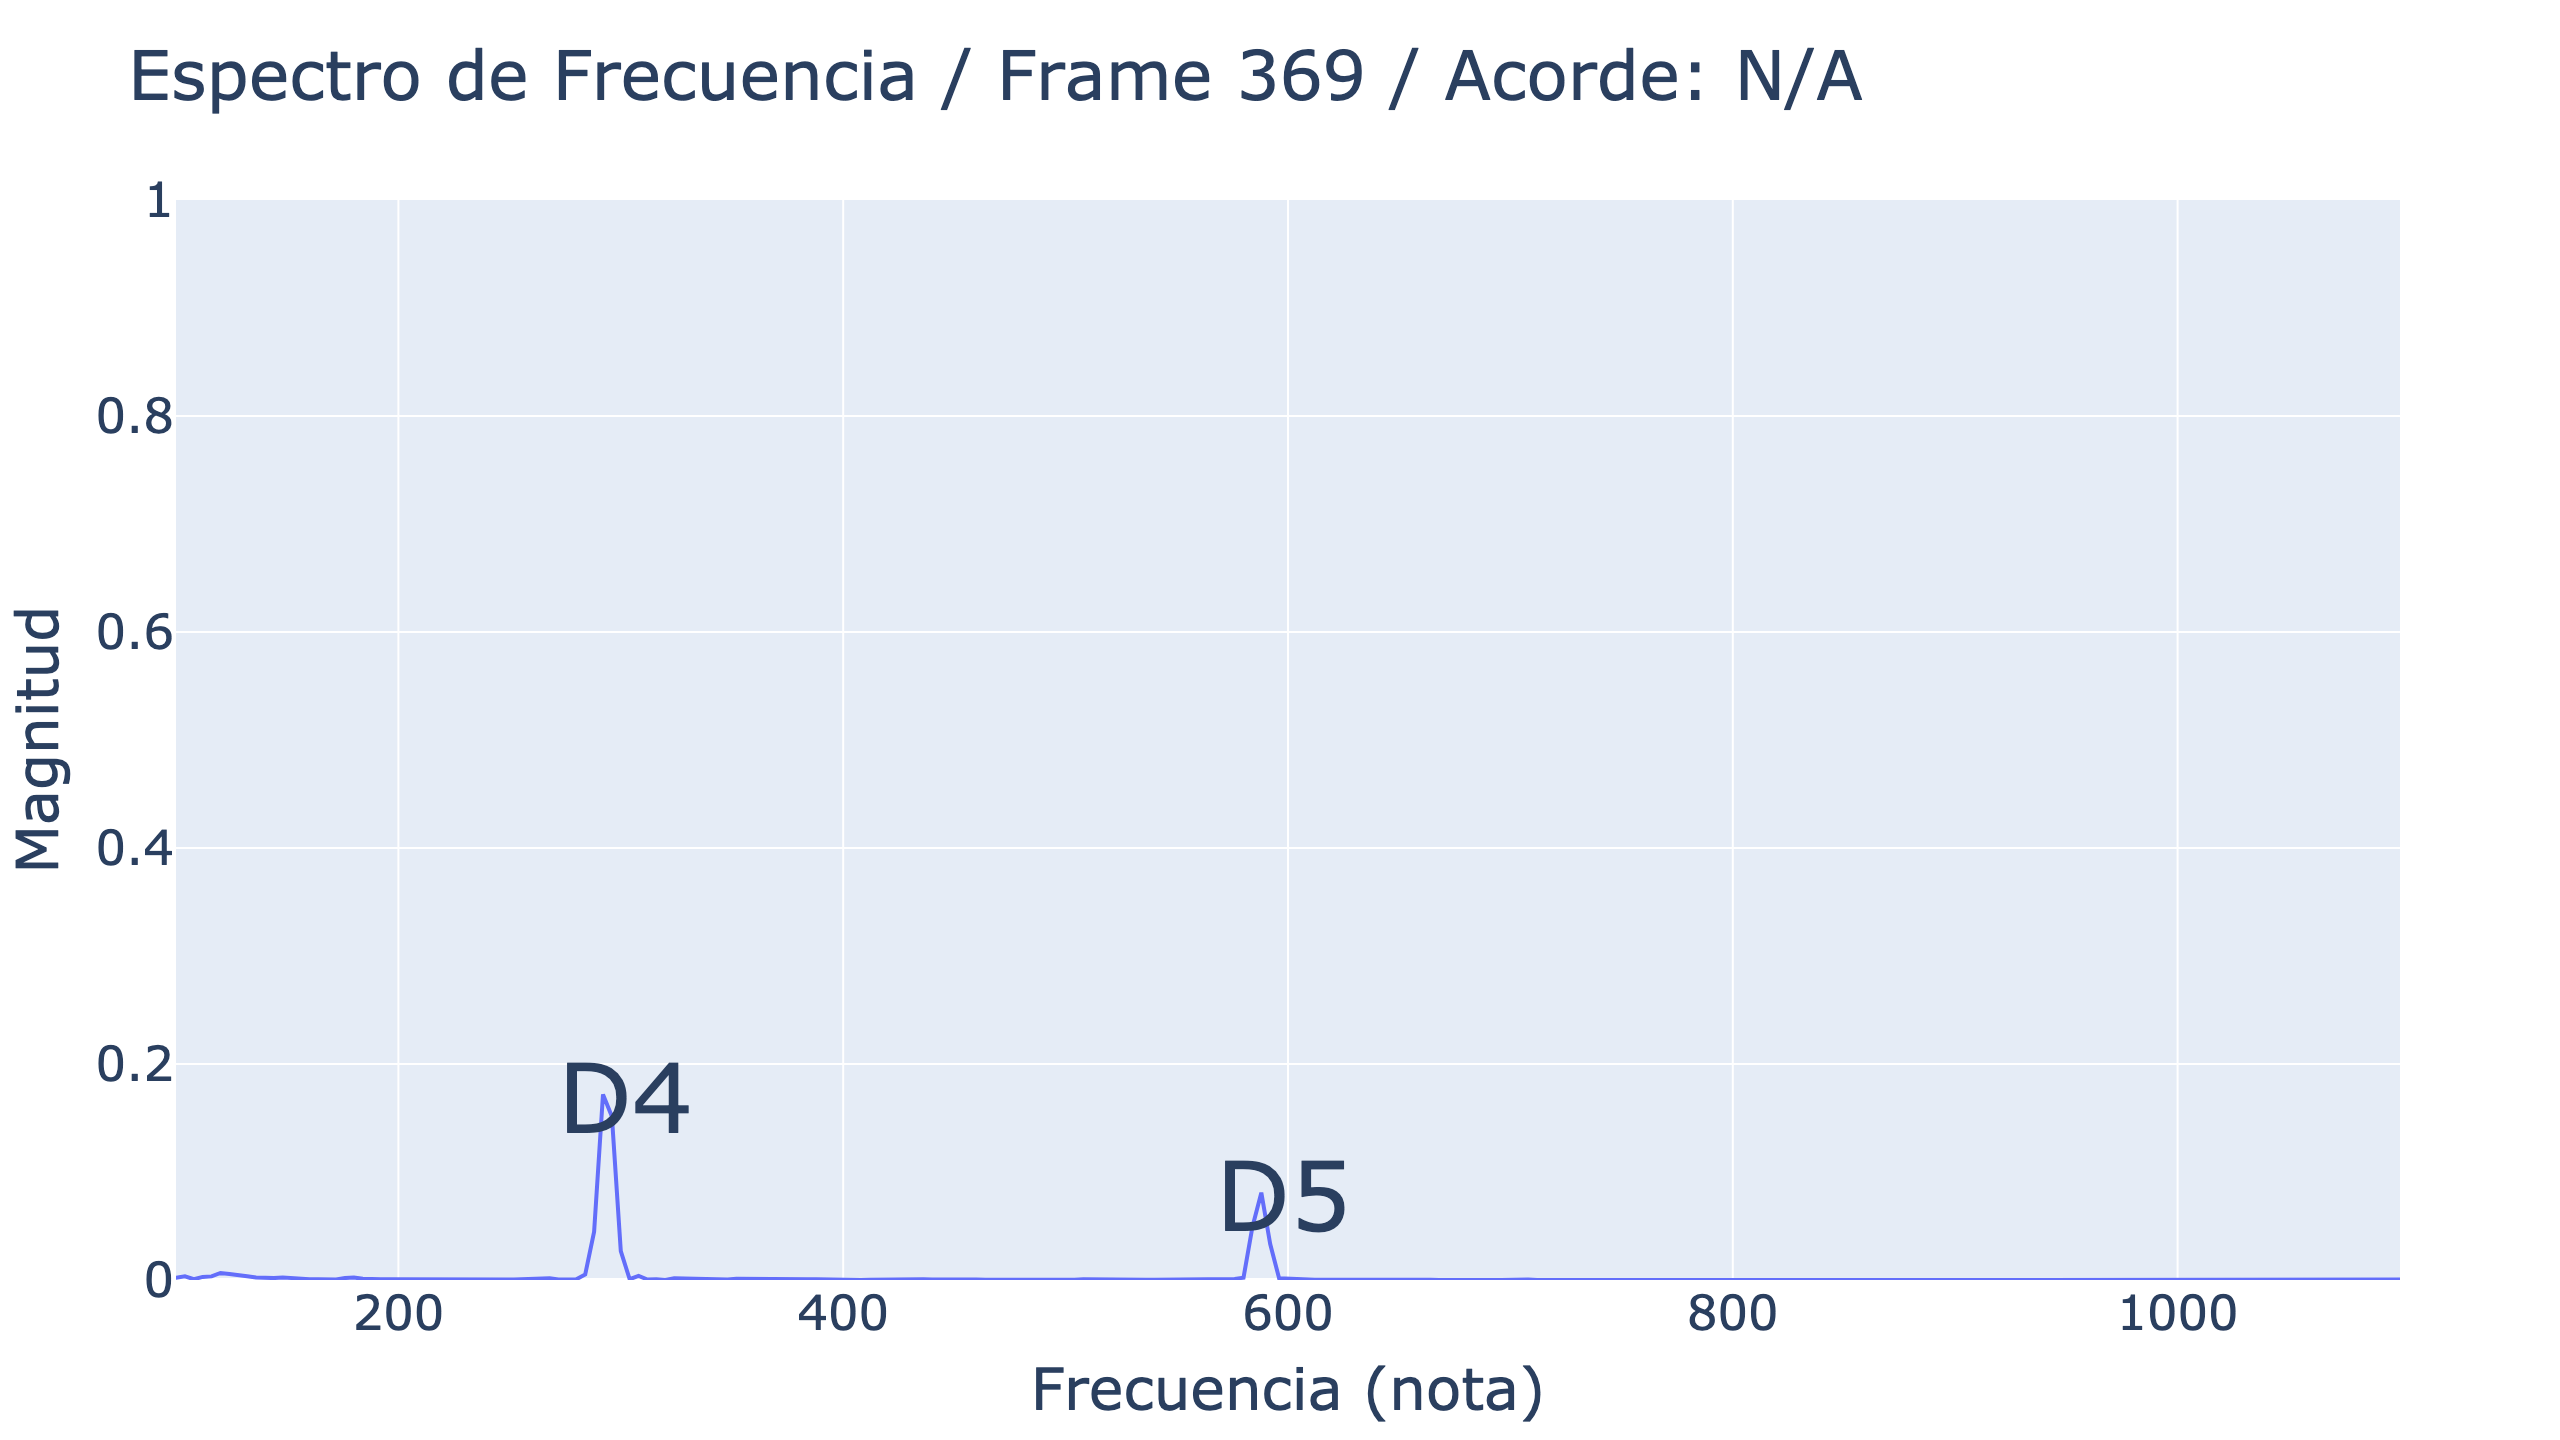 Espectro de Frecuencia / Frame 369 / Acorde: N/A
1
0.8
0.6
0.4
0.2
0
Magnitud
D4
D5
200 400 600 800 1000
Frecuencia (nota)